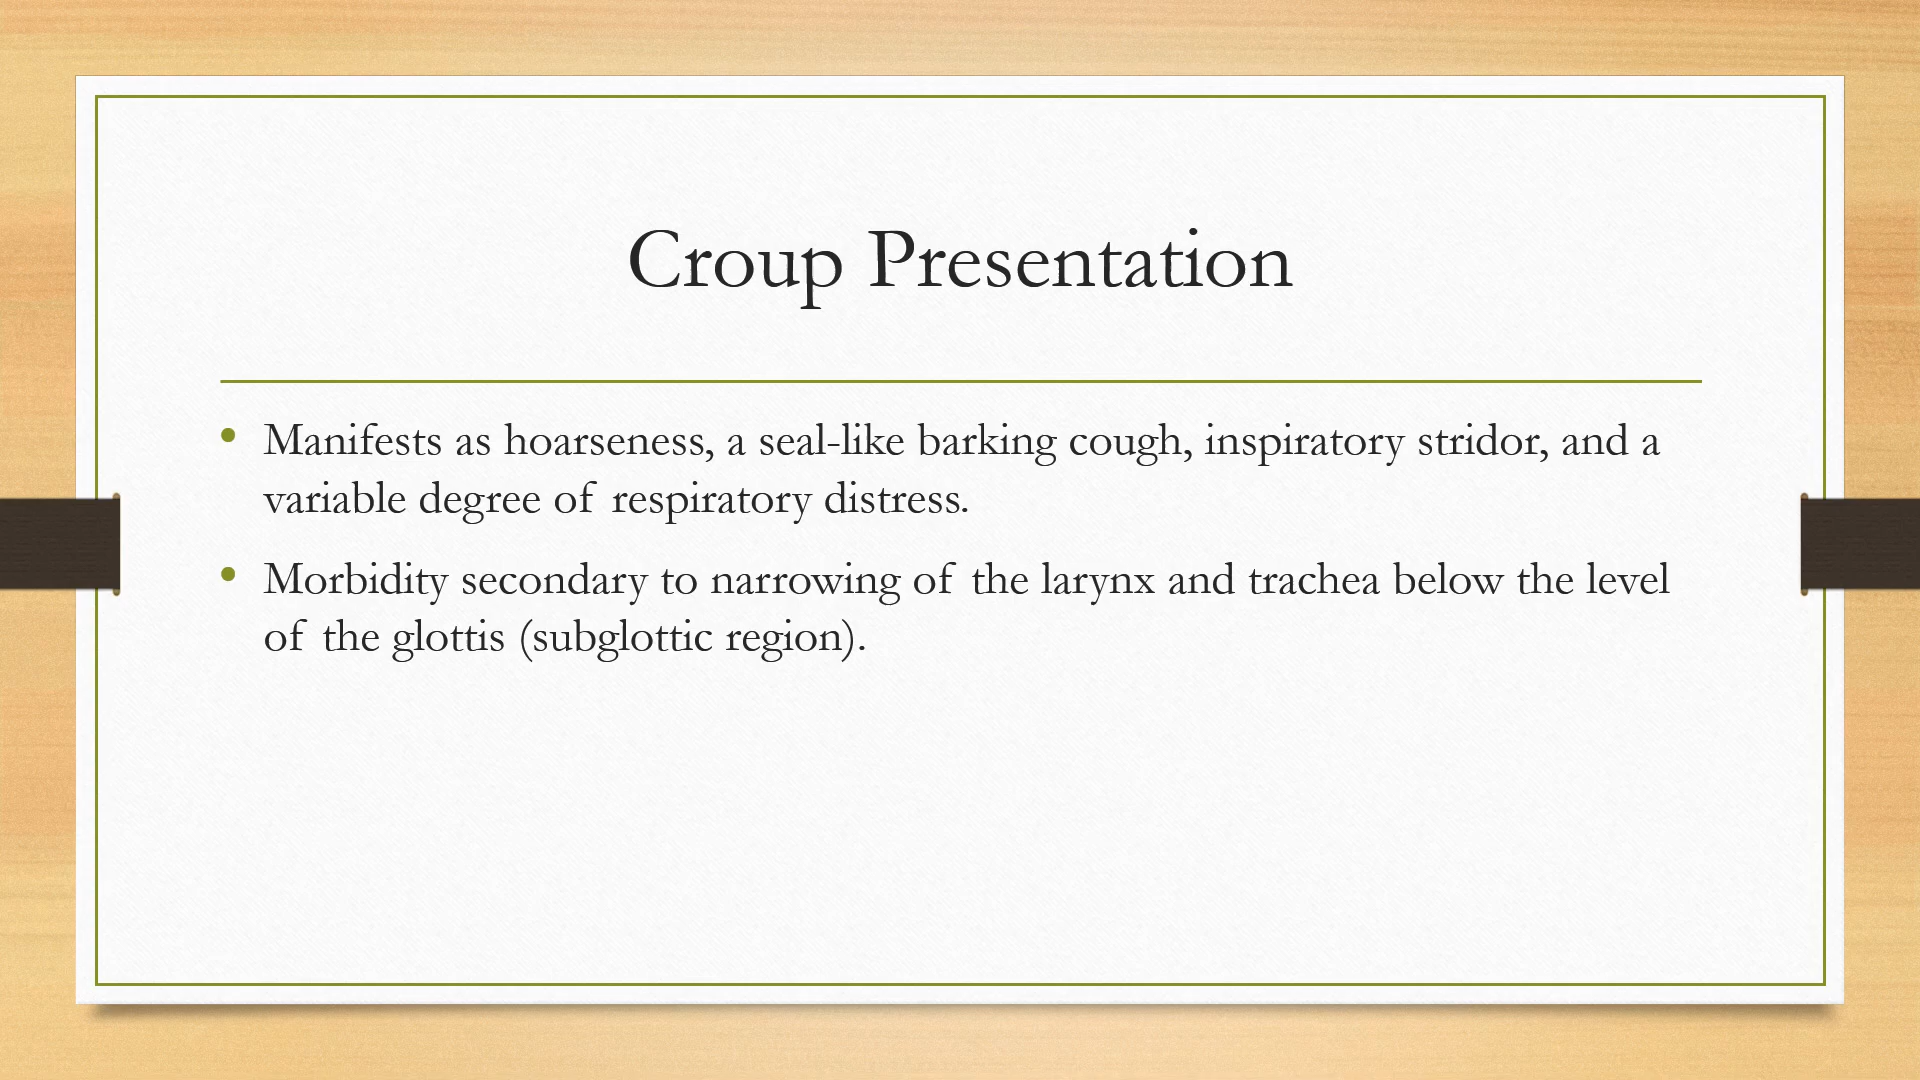 Croup Presentation
• Manifests as hoarseness, a seal-like barking cough, inspiratory stridor, and a
variable degree of respiratory distress.
• Morbidity secondary to narrowing of the larynx and trachea below the level
of the glottis (subglottic region).